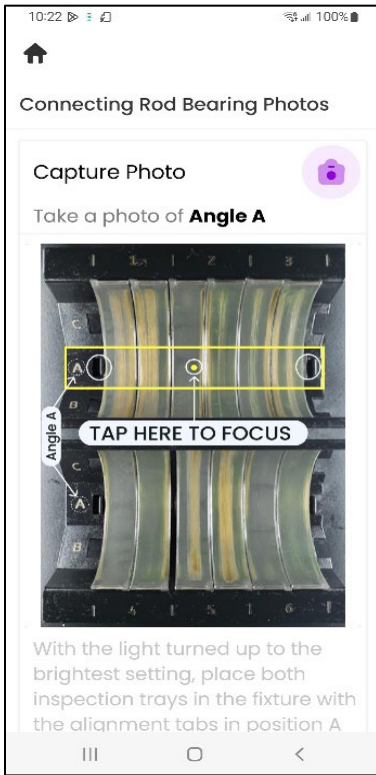 10:22 100%
Connecting Rod Bearing Photos
Capture Photo
Take a photo of Angle A
1 2 3
C
A
B
Angle A
TAP HERE TO FOCUS
C
A
B
4 5 6
With the light turned up to the
brightest setting, place both
inspection trays in the fixture with
the alignment tabs in position A